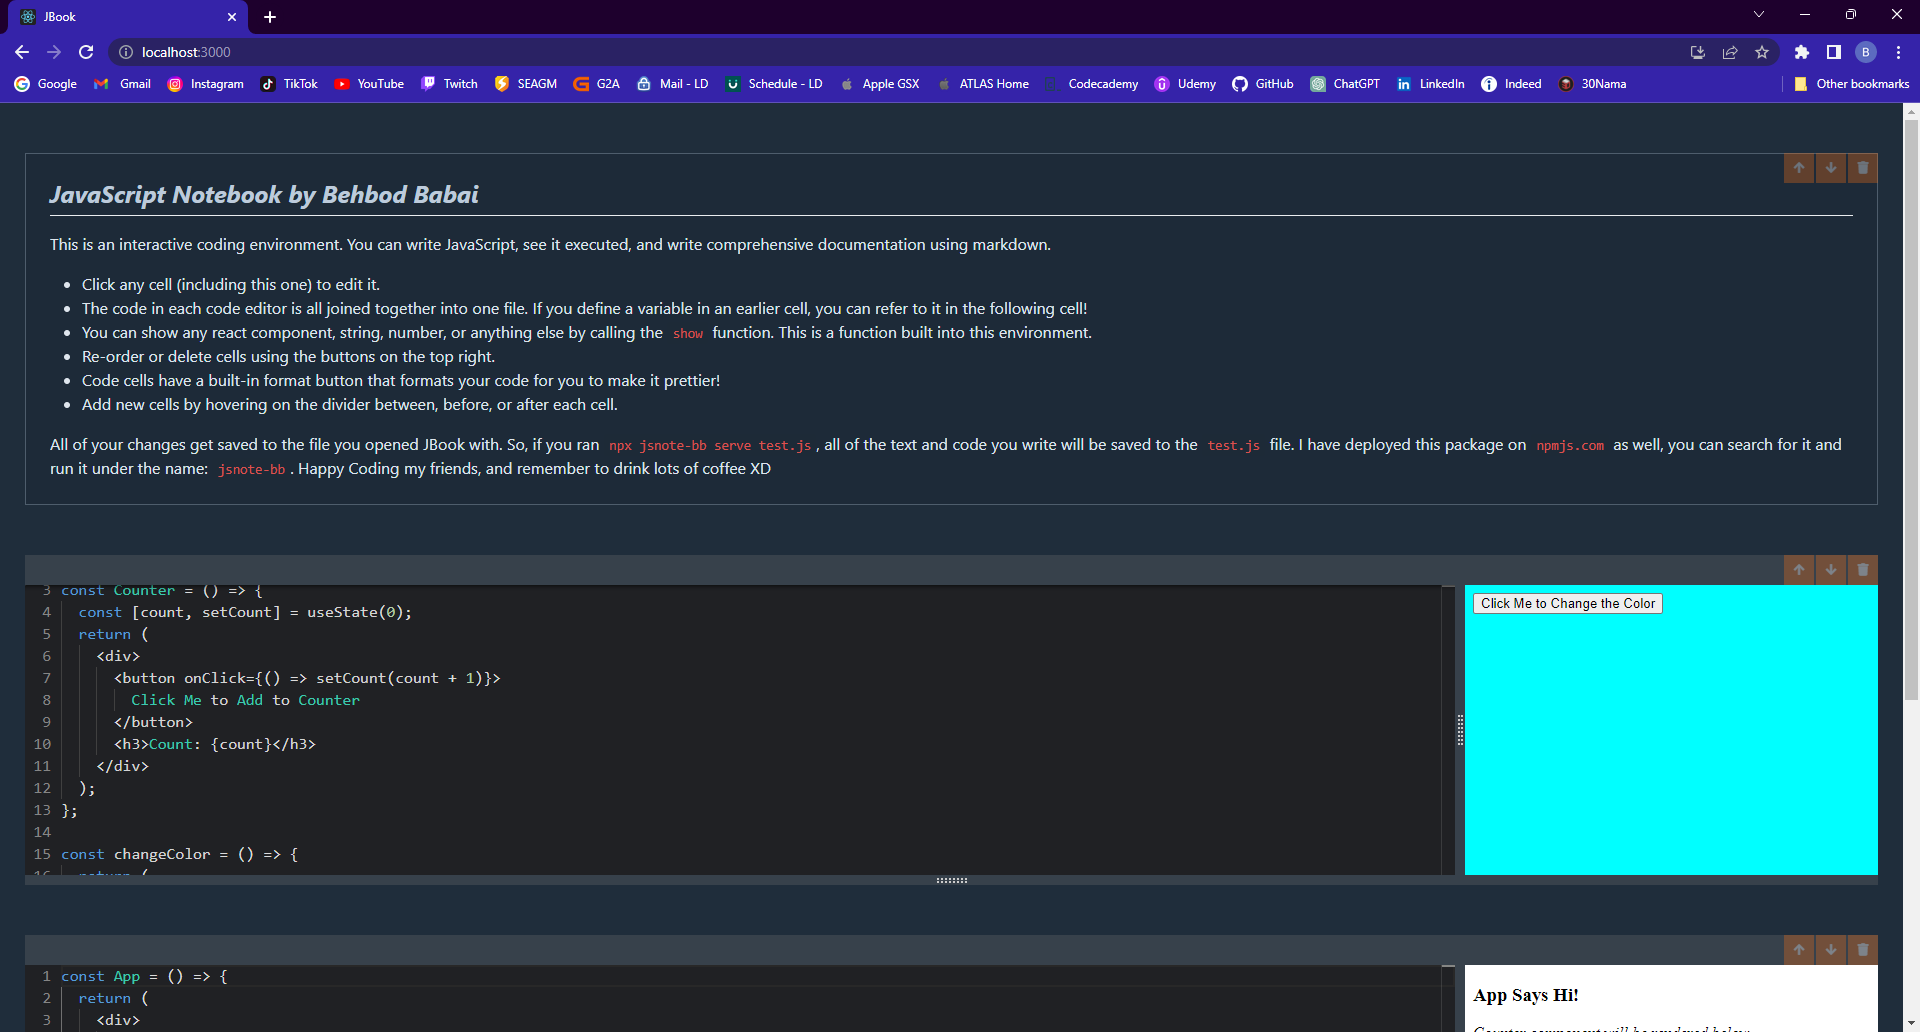 JBook
localhost:3000
B
Google Gmail Instagram TikTok YouTube Twitch SEAGM G2A Mail - LD Schedule - LD Apple GSX ATLAS Home Codecademy Udemy GitHub ChatGPT LinkedIn Indeed 30Nama Other bookmarks
JavaScript Notebook by Behbod Babai
This is an interactive coding environment. You can write JavaScript, see it executed, and write comprehensive documentation using markdown.
• Click any cell (including this one) to edit it.
• The code in each code editor is all joined together into one file. If you define a variable in an earlier cell, you can refer to it in the following cell!
• You can show any react component, string, number, or anything else by calling the show function. This is a function built into this environment.
• Re-order or delete cells using the buttons on the top right.
• Code cells have a built-in format button that formats your code for you to make it prettier!
• Add new cells by hovering on the divider between, before, or after each cell.
All of your changes get saved to the file you opened JBook with. So, if you ran npx jsnote-bb serve test.js , all of the text and code you write will be saved to the test.js file. I have deployed this package on npmjs.com as well, you can search for it and
run it under the name: jsnote-bb . Happy Coding my friends, and remember to drink lots of coffee XD
3 const Counter = () => {
4 const [count, setCount] = useState(0);
5 return (
6 <div>
7 <button onClick={() => setCount(count + 1)}>
8 Click Me to Add to Counter
9 </button>
10 <h3>Count: {count}</h3>
11 </div>
12 );
13 };
14
15 const changeColor = () => {
16 return (
Click Me to Change the Color
1 const App = () => {
2 return (
3 <div>
App Says Hi!
Counter component will be rendered below